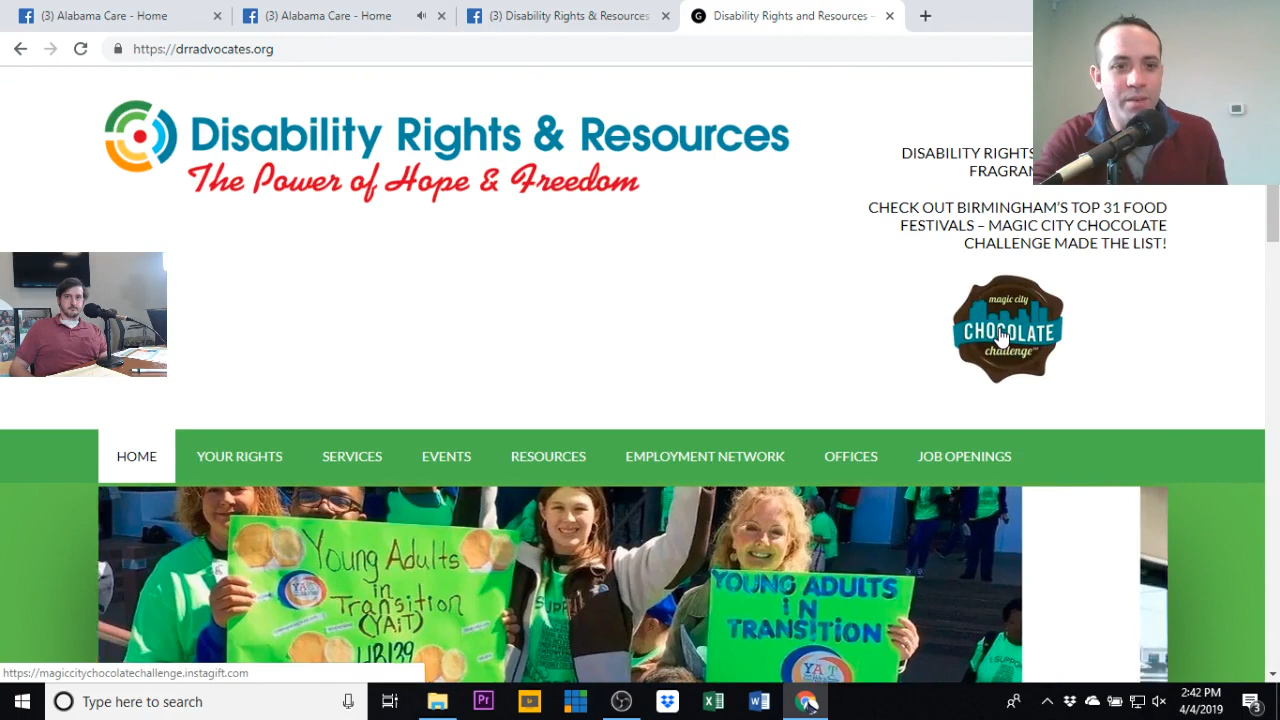 (3) Alabama Care - Home
(3) Alabama Care - Home
(3) Disability Rights & Resources
Disability Rights and Resources –
https://drradvocates.org
Disability Rights & Resources
The Power of Hope & Freedom
DISABILITY RIGHTS
CHECK OUT BIRMINGHAM'S TOP 31 FOOD
FESTIVALS – MAGIC CITY CHOCOLATE
CHALLENGE MADE THE LIST!
magic city
CHOCOLATE
challenge
HOME
YOUR RIGHTS
SERVICES
EVENTS
RESOURCES
EMPLOYMENT NETWORK
OFFICES
JOB OPENINGS
Young Adults
in
Transition
(YAiT)
HB139
YOUNG ADULTS
iN
TRANSITION
YAT
https://magiccitychocolatechallenge.instagift.com
Type here to search
Pr
2:42 PM
4/4/2019
3